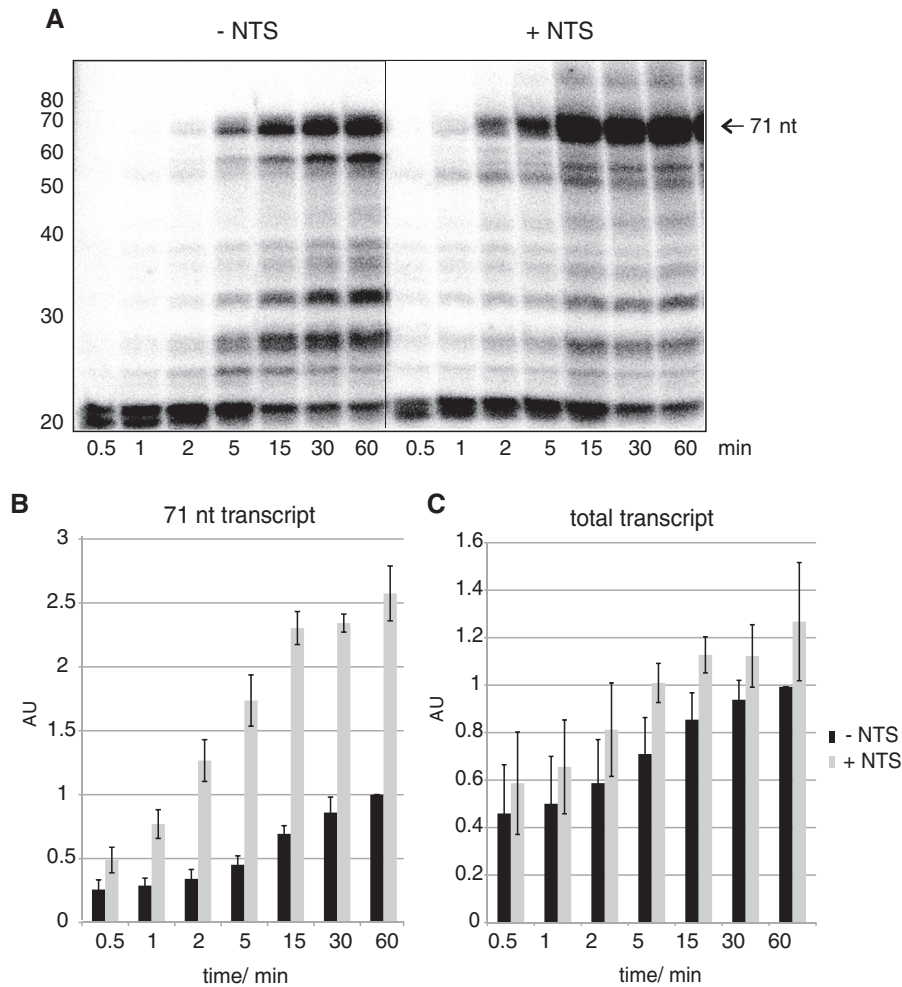 A
- NTS
+ NTS
80
70
60
50
40
30
20
← 71 nt
0.5 1 2 5 15 30 60 0.5 1 2 5 15 30 60 min
B
71 nt transcript
3
2.5
2
1.5
1
0.5
0
AU
0.5 1 2 5 15 30 60
time/ min
C
total transcript
1.6
1.4
1.2
1
0.8
0.6
0.4
0.2
0
AU
0.5 1 2 5 15 30 60
time/ min
- NTS
+ NTS